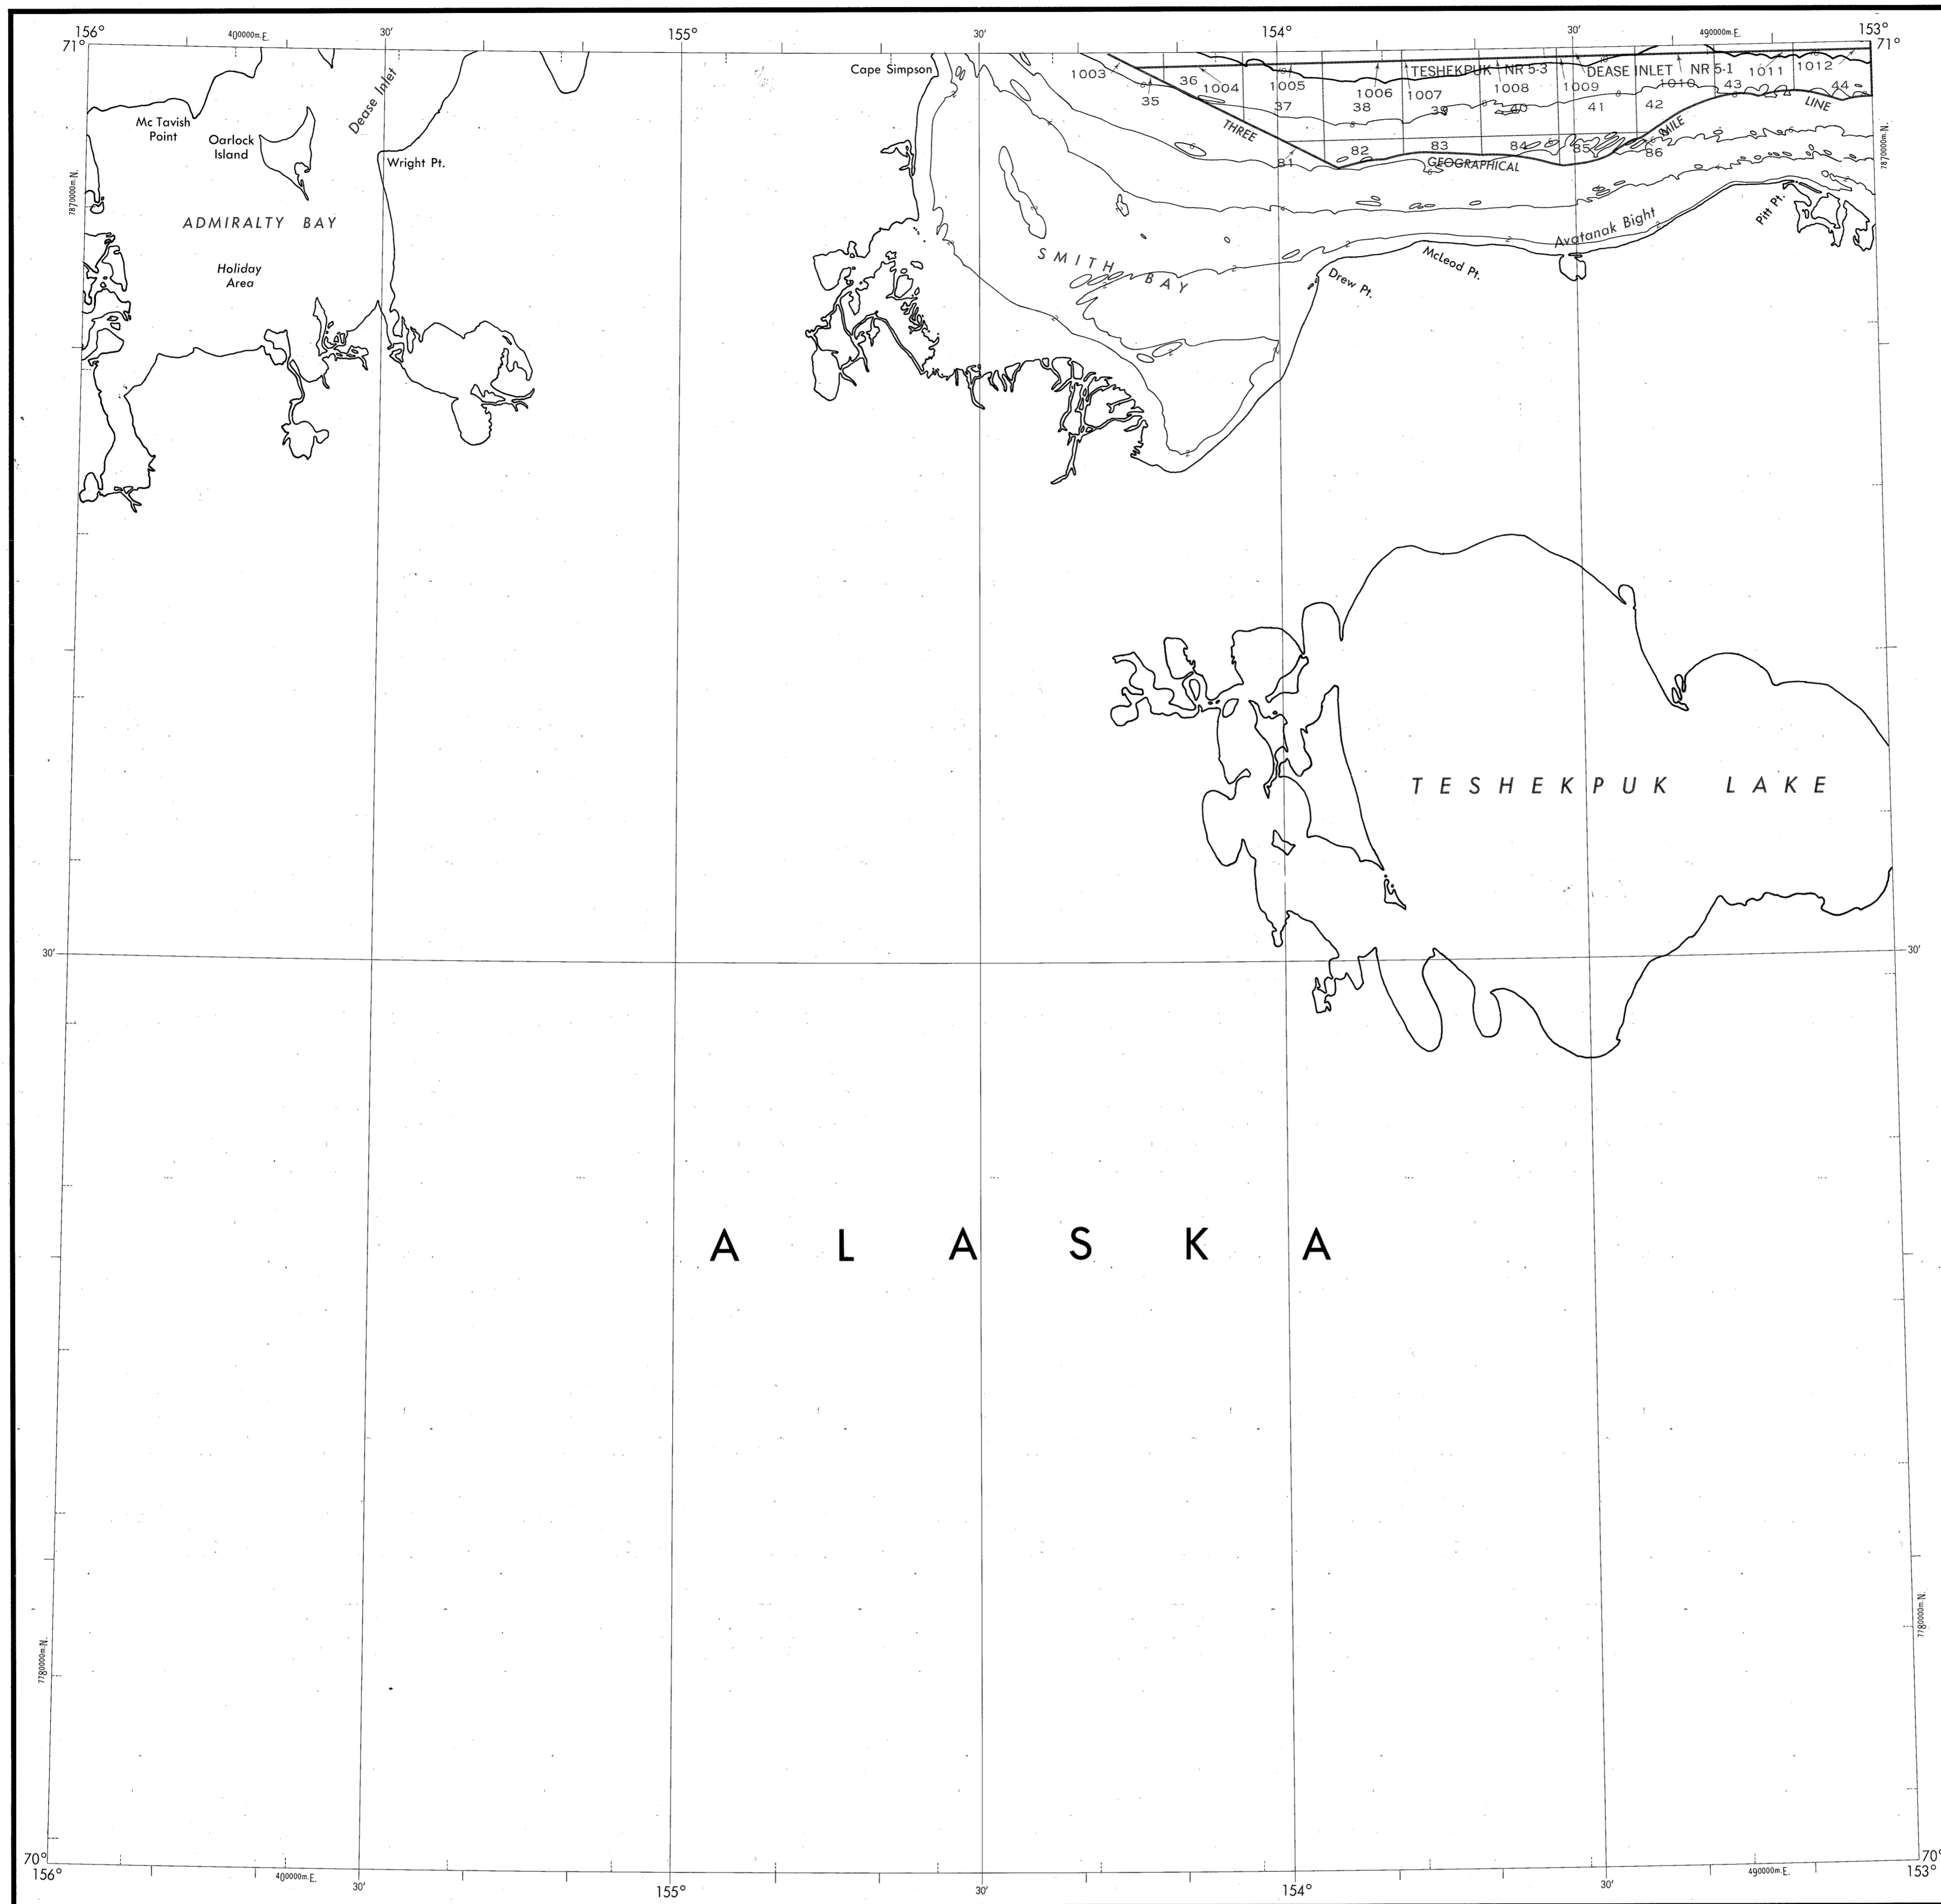 156°
400000m.E.
30'
155°
30'
154°
30'
490000m.E.
153°
71°
71°
Cape Simpson
1003
36
1004
1005
1006
1007
TESHEKPUK NR 5-3
1008
1009
DEASE INLET NR 5-1
1010
1011
1012
35
37
38
39
40
41
42
43
44
THREE
GEOGRAPHICAL
MILE
LINE
81
82
83
84
85
86
Mc Tavish
Point
Oarlock
Island
Dease Inlet
Wright Pt.
7870000m.N.
7870000m.N.
ADMIRALTY BAY
Holiday
Area
SMITH BAY
Drew Pt.
McLeod Pt.
Avatanak Bight
Pitt Pt.
TESHEKPUK LAKE
30'
30'
ALASKA
7780000m.N.
7780000m.N.
70°
70°
156°
400000m.E.
30'
155°
30'
154°
30'
490000m.E.
153°